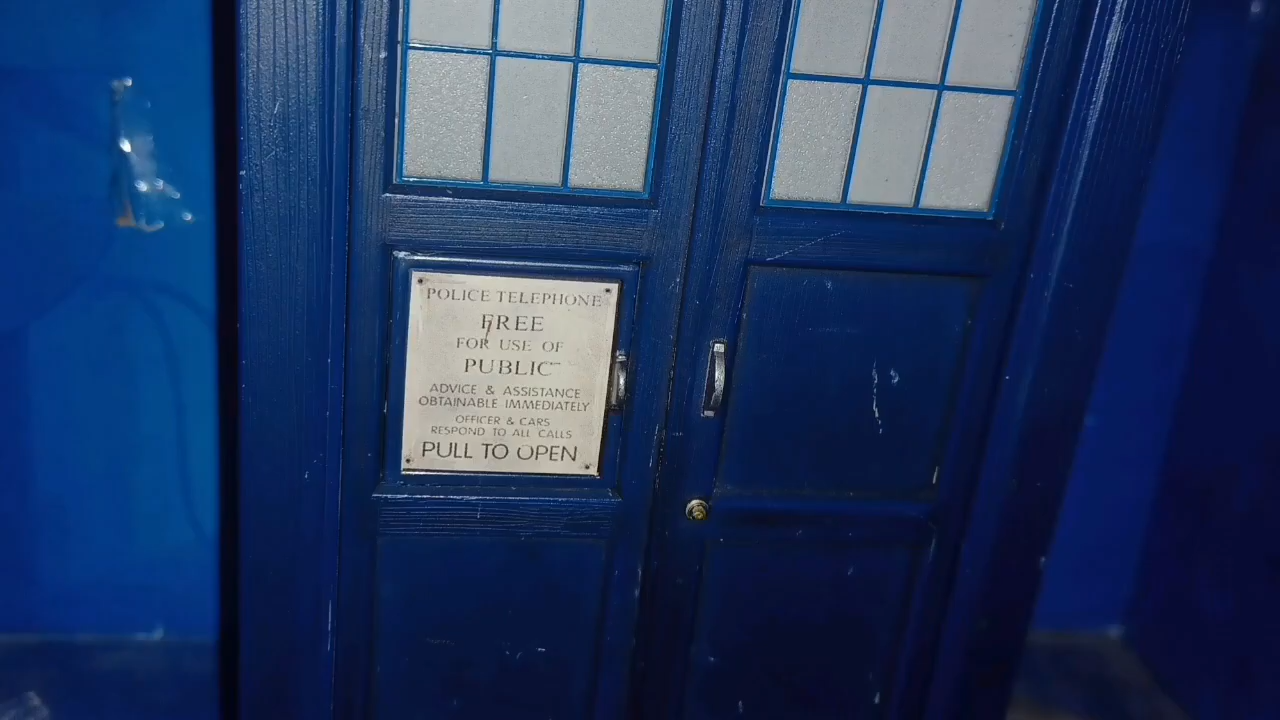 POLICE TELEPHONE
FREE
FOR USE OF
PUBLIC
ADVICE & ASSISTANCE
OBTAINABLE IMMEDIATELY
OFFICER & CARS
RESPOND TO ALL CALLS
PULL TO OPEN